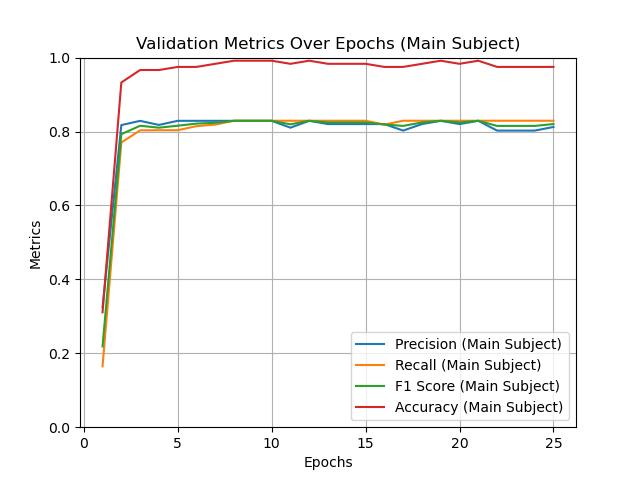 Validation Metrics Over Epochs (Main Subject)
1.0
0.8
0.6
0.4
0.2
0.0
Metrics
Precision (Main Subject)
Recall (Main Subject)
F1 Score (Main Subject)
Accuracy (Main Subject)
0 5 10 15 20 25
Epochs